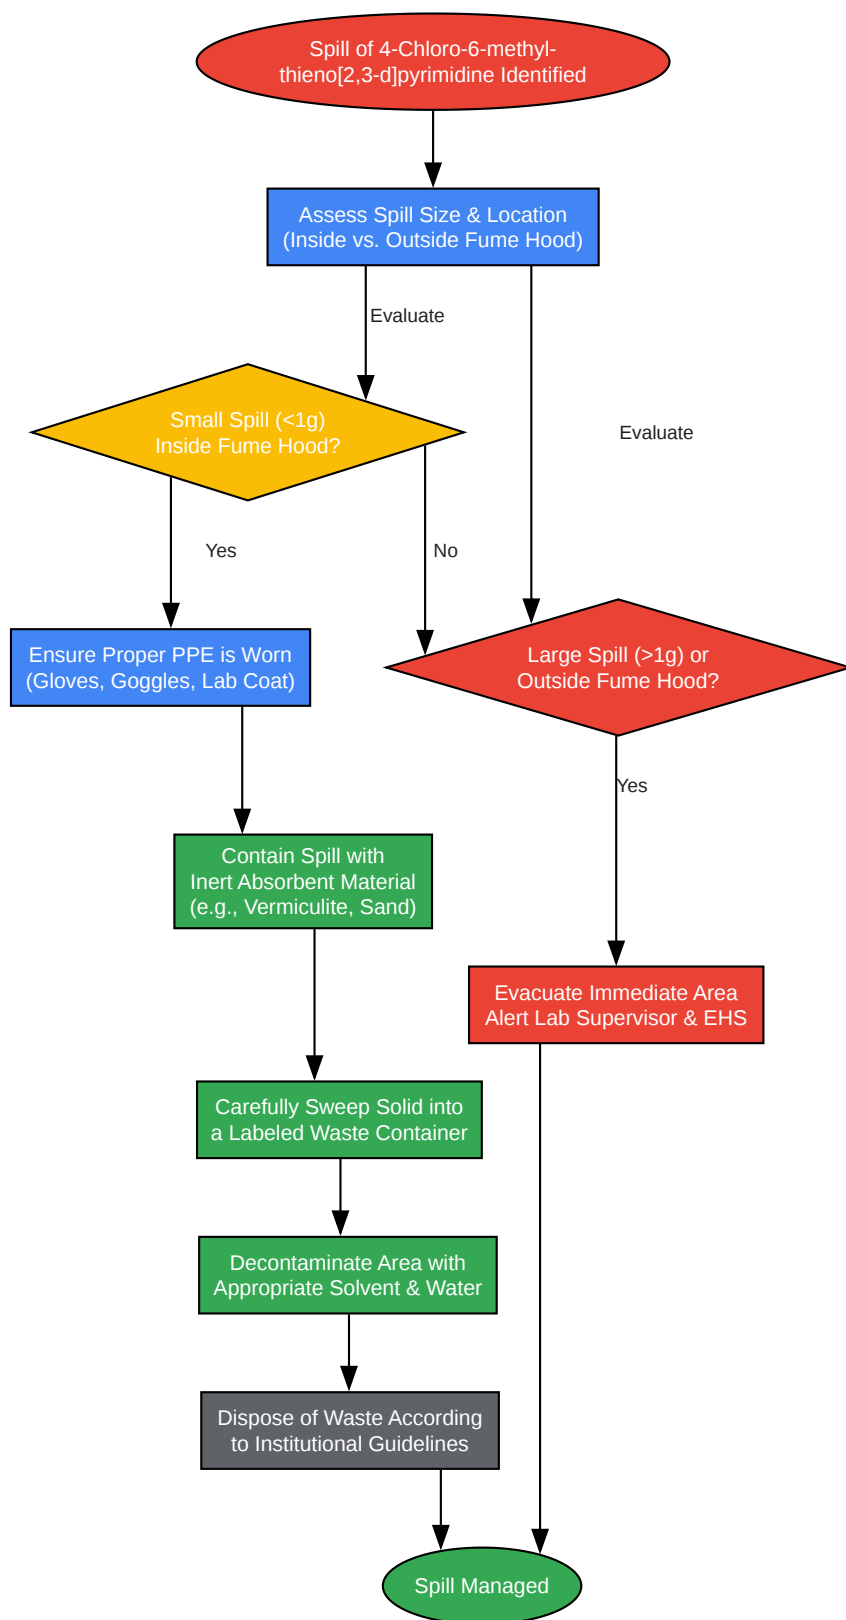 Spill of 4-Chloro-6-methyl-
thieno[2,3-d]pyrimidine Identified
Assess Spill Size & Location
(Inside vs. Outside Fume Hood)
Evaluate
Small Spill (<1g)
Inside Fume Hood?
Evaluate
Yes
No
Ensure Proper PPE is Worn
(Gloves, Goggles, Lab Coat)
Large Spill (>1g) or
Outside Fume Hood?
Yes
Contain Spill with
Inert Absorbent Material
(e.g., Vermiculite, Sand)
Evacuate Immediate Area
Alert Lab Supervisor & EHS
Carefully Sweep Solid into
a Labeled Waste Container
Decontaminate Area with
Appropriate Solvent & Water
Dispose of Waste According
to Institutional Guidelines
Spill Managed